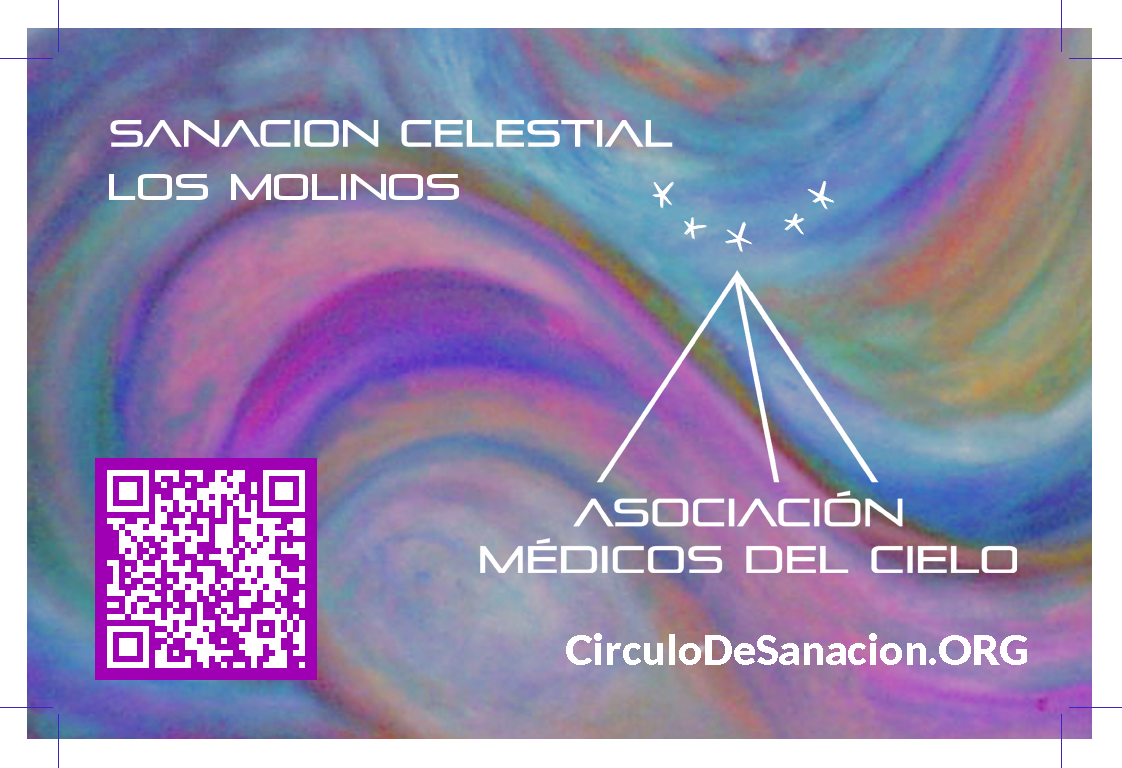 SANACION CELESTIAL
LOS MOLINOS
ASOCIACIÓN
MÉDICOS DEL CIELO
CirculoDeSanacion.ORG